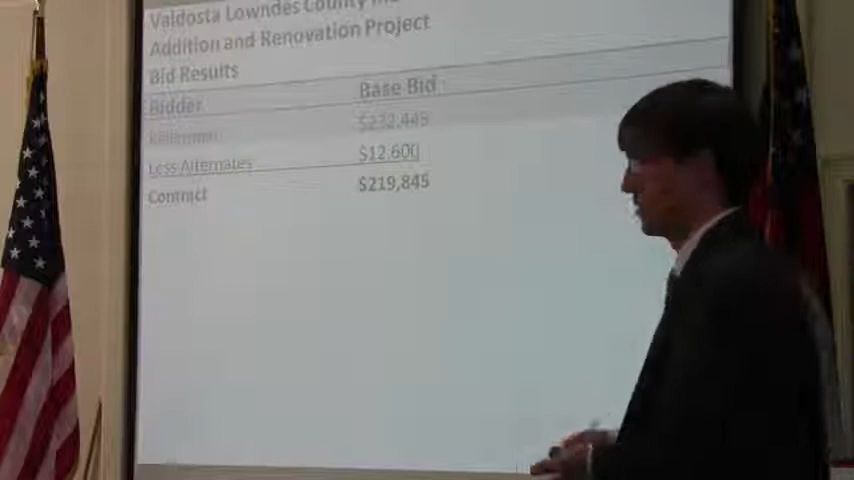 Valdosta Lowndes County
Addition and Renovation Project
Bid Results
Bidder Base Bid
$232,445
Less Alternates $12,600
Contract $219,845